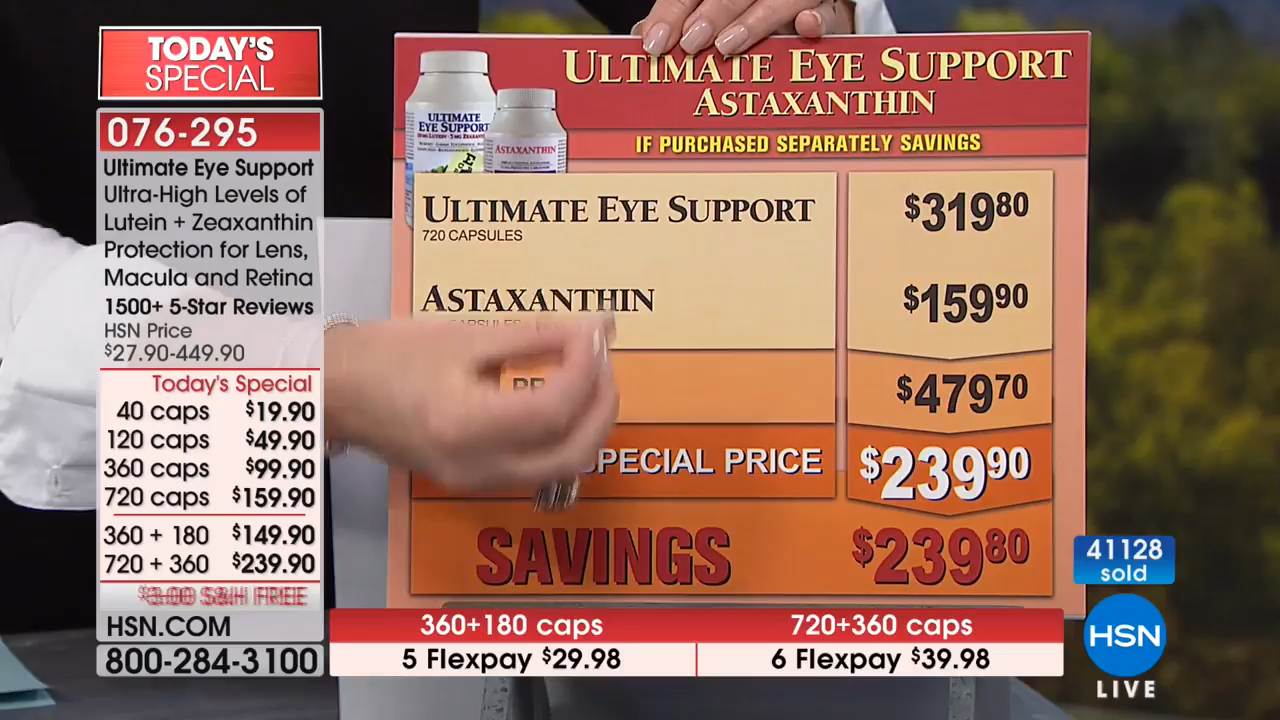 TODAY'S
SPECIAL
076-295
Ultimate Eye Support
Ultra-High Levels of
Lutein + Zeaxanthin
Protection for Lens,
Macula and Retina
1500+ 5-Star Reviews
HSN Price
$27.90-449.90
Today's Special
40 caps $19.90
120 caps $49.90
360 caps $99.90
720 caps $159.90
360 + 180 $149.90
720 + 360 $239.90
$3.00 S&H FREE
HSN.COM
800-284-3100
ULTIMATE EYE SUPPORT
ASTAXANTHIN
IF PURCHASED SEPARATELY SAVINGS
ULTIMATE
EYE SUPPORT
ASTAXANTHIN
ULTIMATE EYE SUPPORT $319.80
720 CAPSULES
ASTAXANTHIN $159.90
CAPSULES
$479.70
SPECIAL PRICE $239.90
SAVINGS $239.80
360+180 caps 720+360 caps
5 Flexpay $29.98 6 Flexpay $39.98
41128
sold
HSN
LIVE